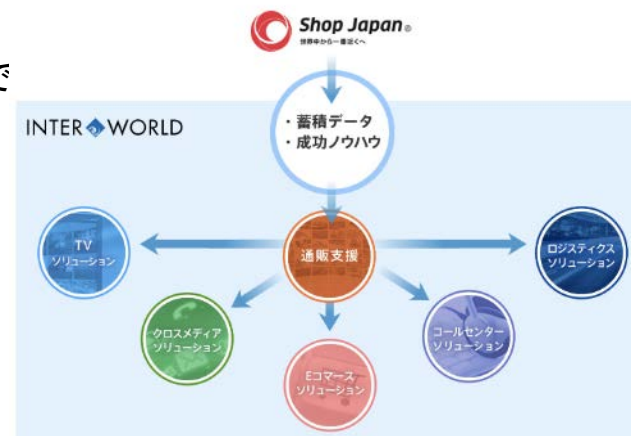 Shop Japan®
世界中から一番近くへ
で
INTER WORLD
・蓄積データ
・成功ノウハウ
TV
ソリューション
通販支援
ロジスティクス
ソリューション
クロスメディア
ソリューション
コールセンター
ソリューション
Eコマース
ソリューション